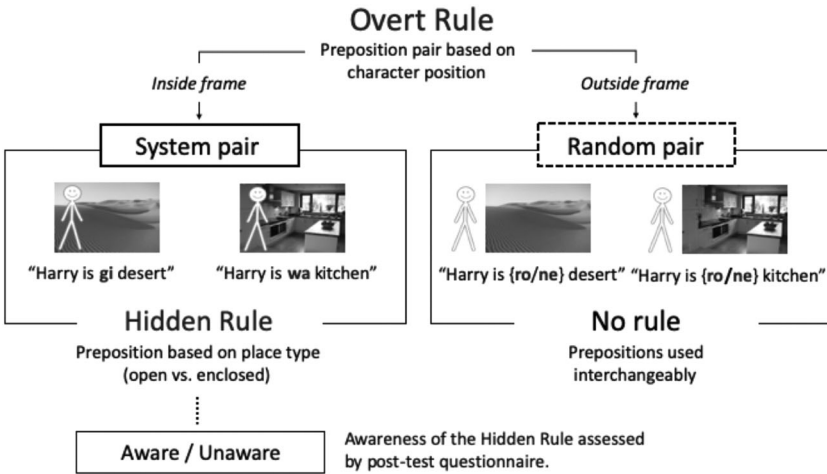 Overt Rule
Preposition pair based on
character position
Inside frame
Outside frame
System pair
Random pair
“Harry is gi desert”
“Harry is wa kitchen”
“Harry is {ro/ne} desert”
“Harry is {ro/ne} kitchen”
Hidden Rule
Preposition based on place type
(open vs. enclosed)
No rule
Prepositions used
interchangeably
Aware / Unaware
Awareness of the Hidden Rule assessed
by post-test questionnaire.